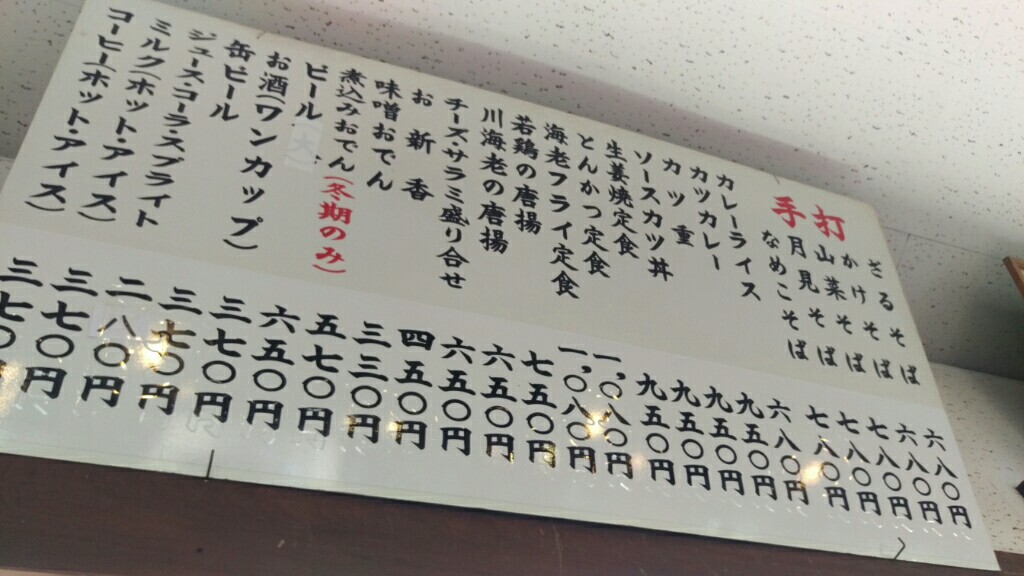 手打
ざるそば 六八〇円
かけそば 六八〇円
山菜そば 七八〇円
月見そば 七八〇円
なめこそば 七八〇円
カレーライス 六八〇円
カツカレー 九五〇円
カツ重 九五〇円
ソースカツ丼 九五〇円
生姜焼定食 九五〇円
とんかつ定食 一,〇八〇円
海老フライ定食 一,〇八〇円
若鶏の唐揚 七五〇円
川海老の唐揚 六五〇円
チーズ・サラミ盛り合せ 六五〇円
お新香 四五〇円
味噌おでん 三三〇円
煮込みおでん(冬期のみ) 五七〇円
ビール(大) 六五〇円
お酒(ワンカップ) 三七〇円
缶ビール 三七〇円
ジュース・コーラ・スプライト 二八〇円
ミルク(ホット・アイス) 三七〇円
コーヒー(ホット・アイス) 三七〇